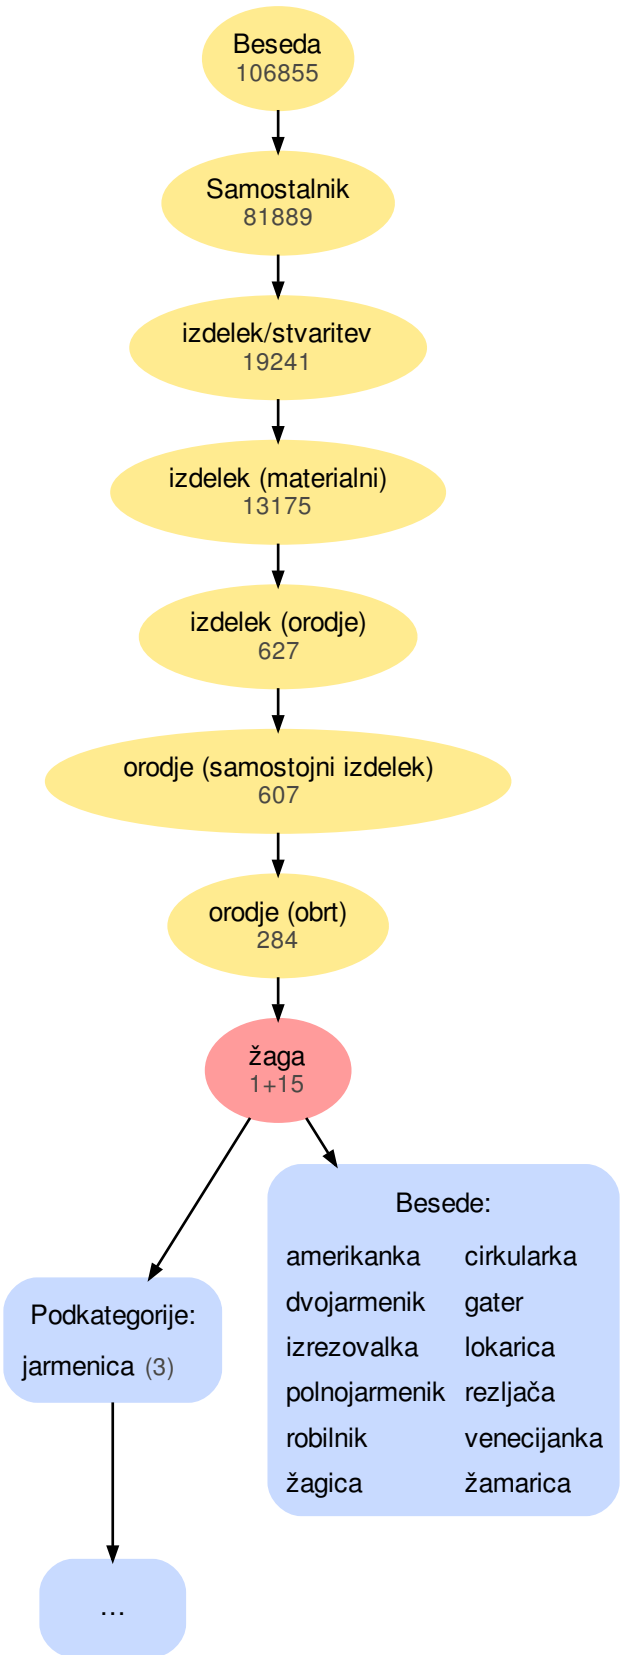 Beseda
106855
Samostalnik
81889
izdelek/stvaritev
19241
izdelek (materialni)
13175
izdelek (orodje)
627
orodje (samostojni izdelek)
607
orodje (obrt)
284
žaga
1+15
Besede:
amerikanka cirkularka
dvojarmenik gater
izrezovalka lokarica
polnojarmenik rezljača
robilnik venecijanka
žagica žamarica
Podkategorije:
jarmenica (3)
...